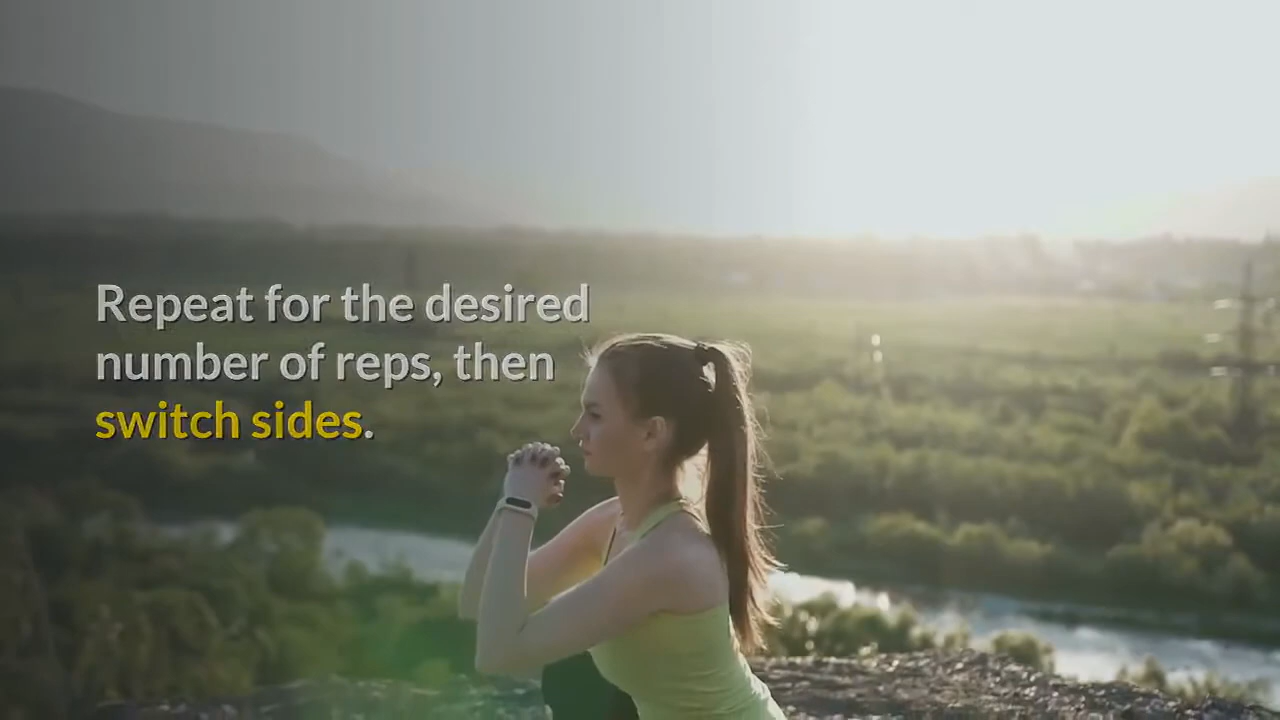 Repeat for the desired
number of reps, then
switch sides.